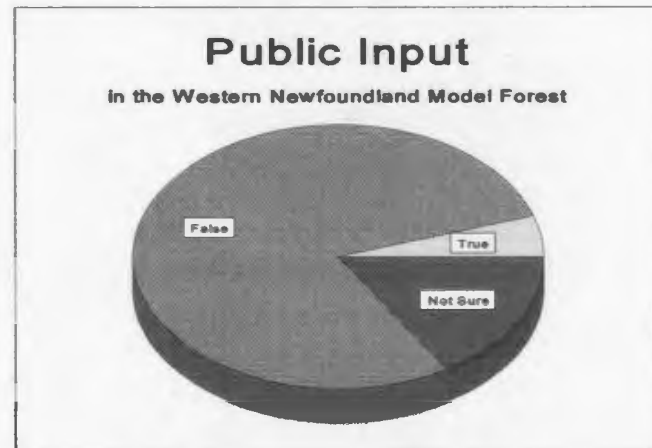 Public Input
in the Western Newfoundland Model Forest
False
True
Not Sure